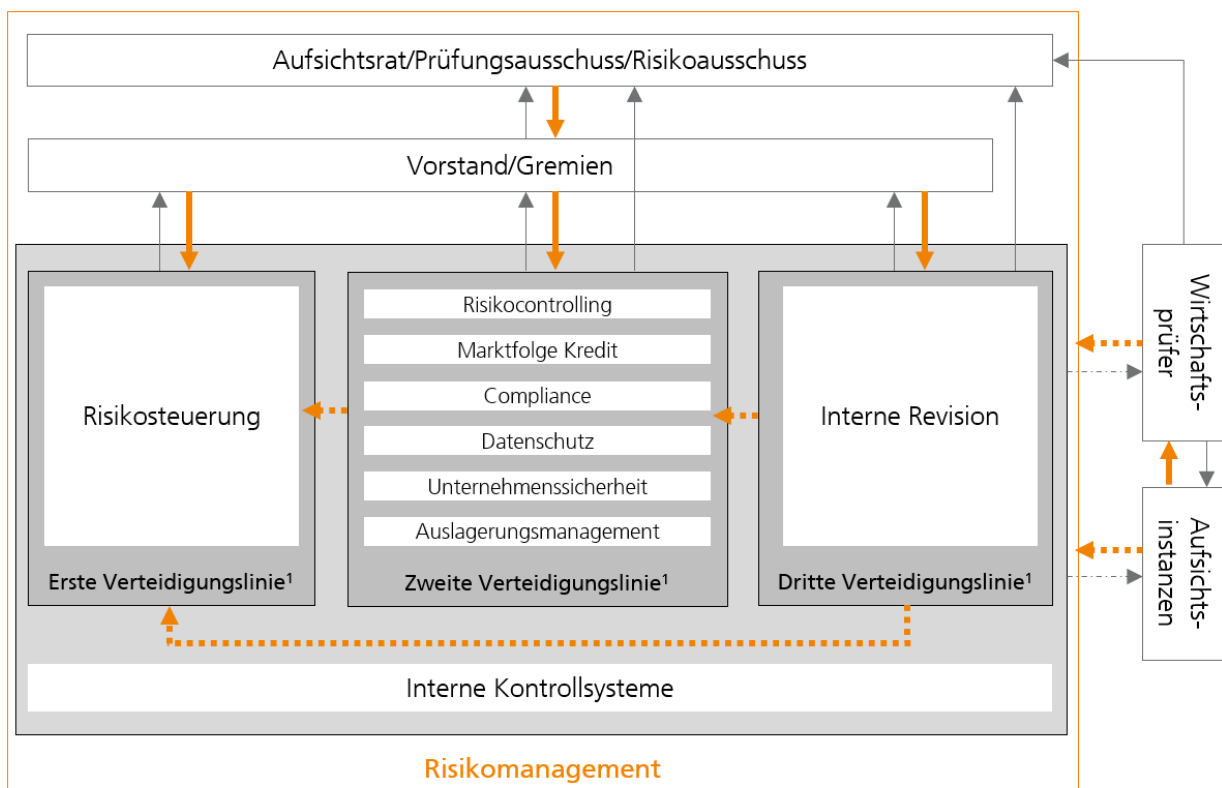 Aufsichtsrat/Prüfungsausschuss/Risikoausschuss
Vorstand/Gremien
Risikosteuerung
Erste Verteidigungslinie¹
Risikocontrolling
Marktfolge Kredit
Compliance
Datenschutz
Unternehmenssicherheit
Auslagerungsmanagement
Zweite Verteidigungslinie¹
Interne Revision
Dritte Verteidigungslinie¹
Wirtschafts-
prüfer
Aufsichts-
instanzen
Interne Kontrollsysteme
Risikomanagement